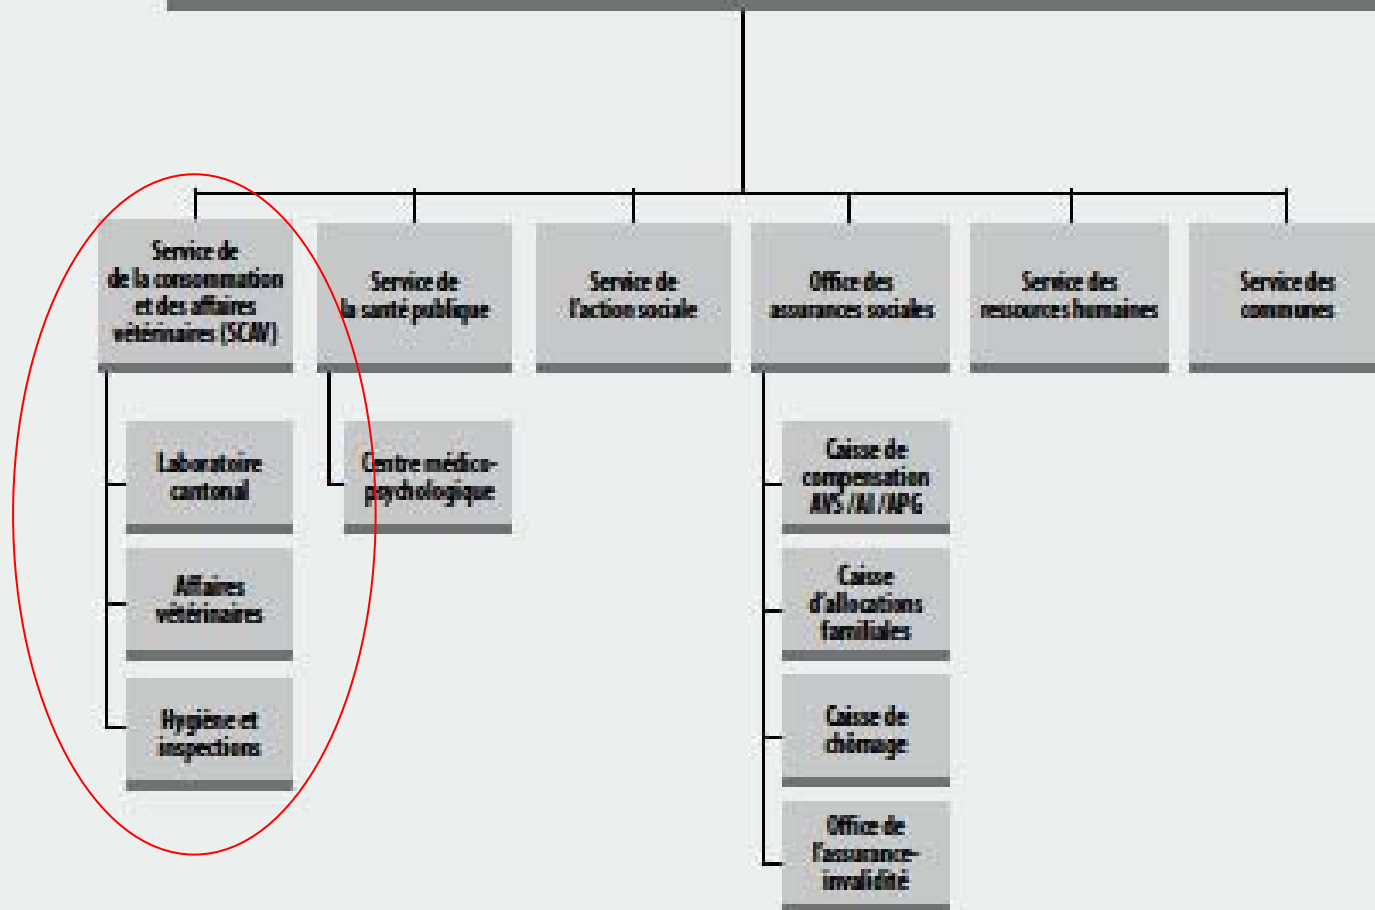 Service de
de la consommation
et des affaires
vétérinaires (SCAV)
Service de
la santé publique
Service de
l'action sociale
Office des
assurances sociales
Service des
ressources humaines
Service des
communes
Laboratoire
cantonal
Affaires
vétérinaires
Hygiène et
inspections
Centre médico-
psychologique
Caisse de
compensation
AVS/AI/APG
Caisse
d'allocations
familiales
Caisse de
chômage
Office de
l'assurance-
invalidité